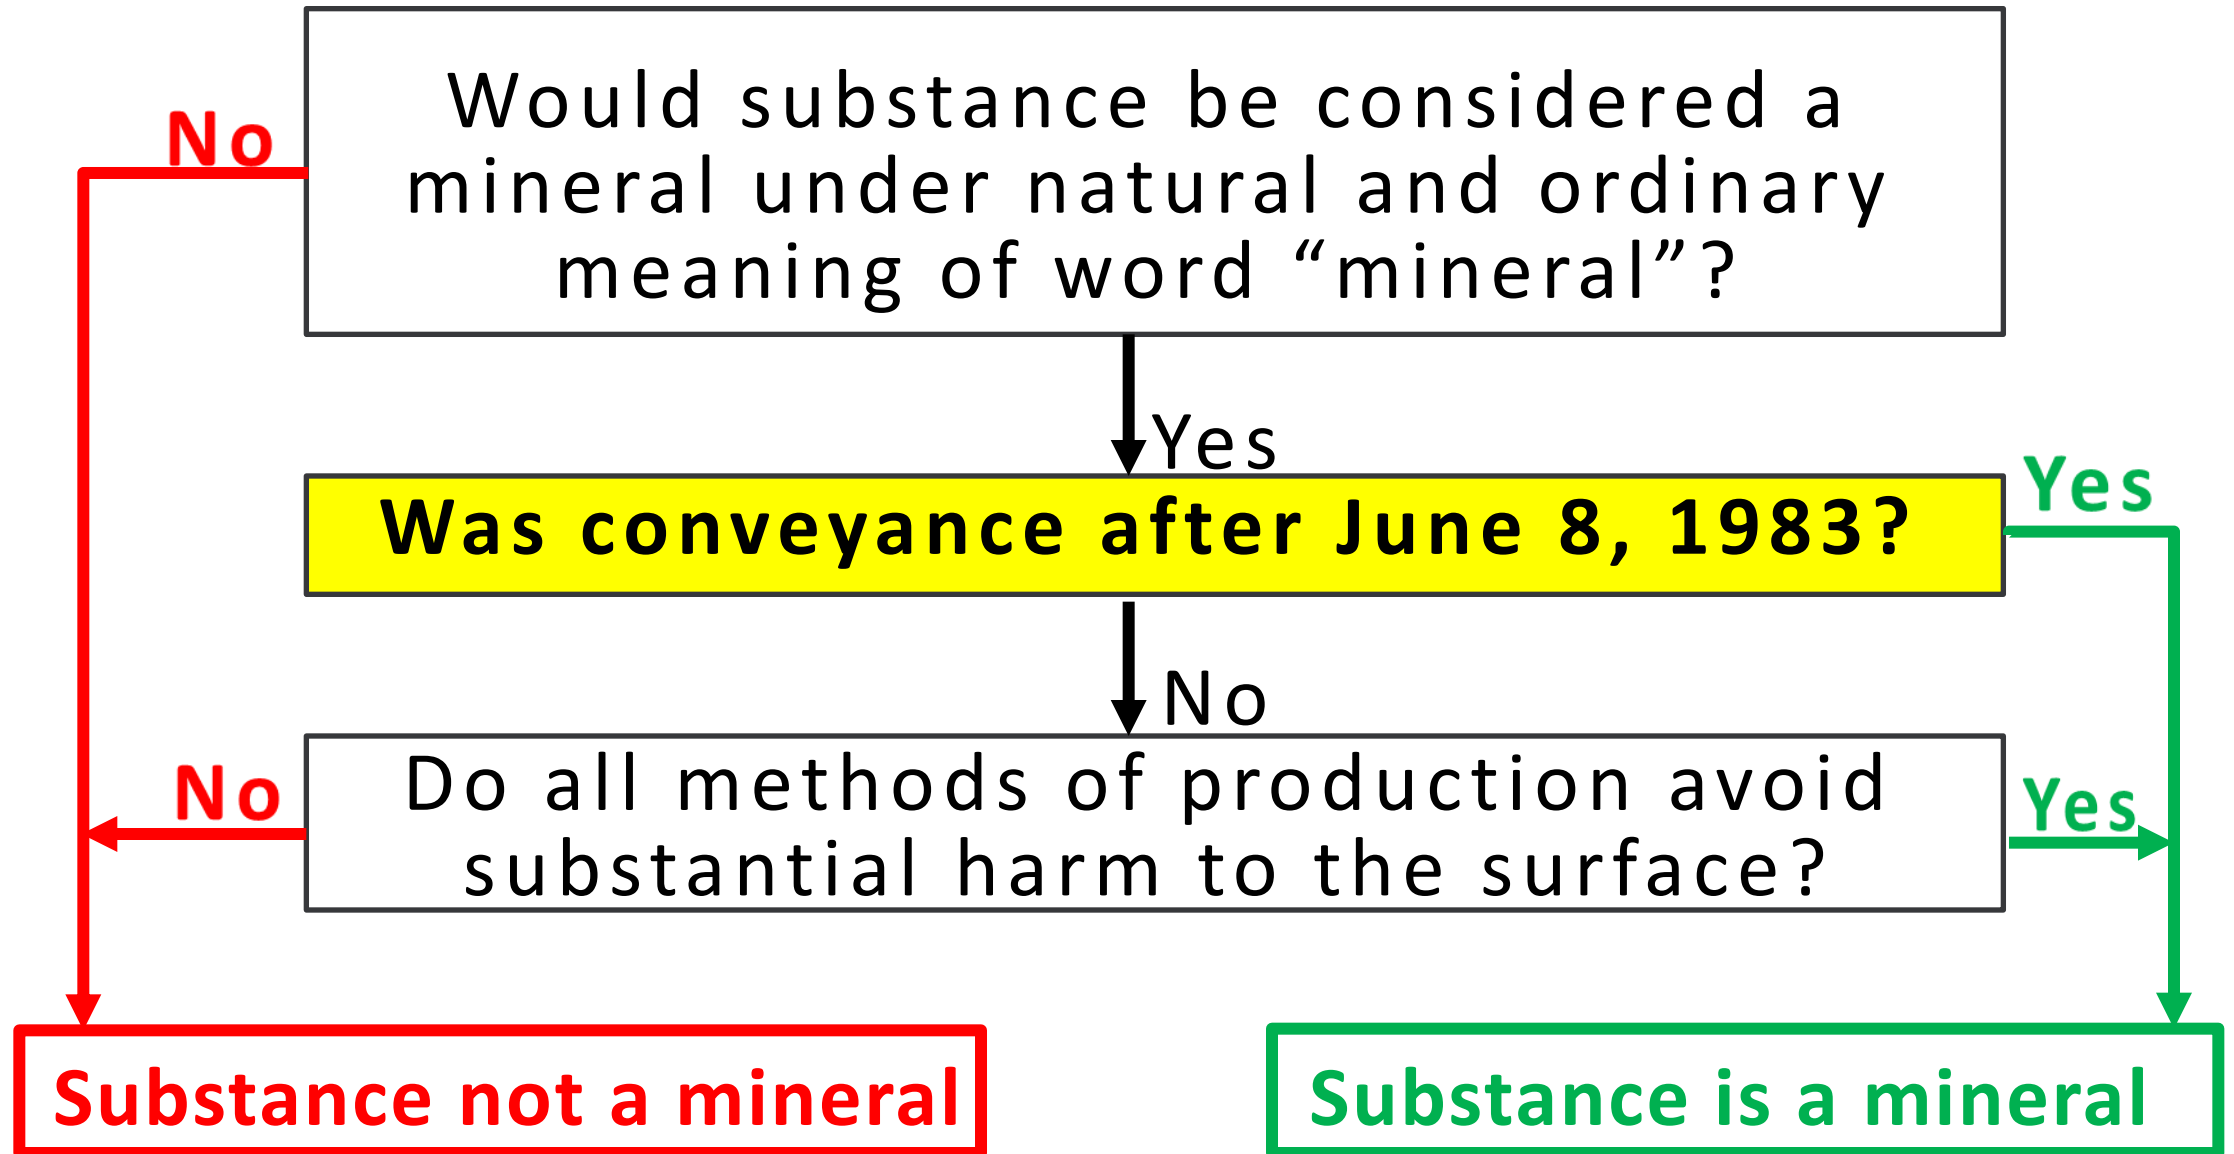 Would substance be considered a
mineral under natural and ordinary
meaning of word “mineral”?
No
Yes
Was conveyance after June 8, 1983?
Yes
No
Do all methods of production avoid
substantial harm to the surface?
No
Yes
Substance not a mineral
Substance is a mineral